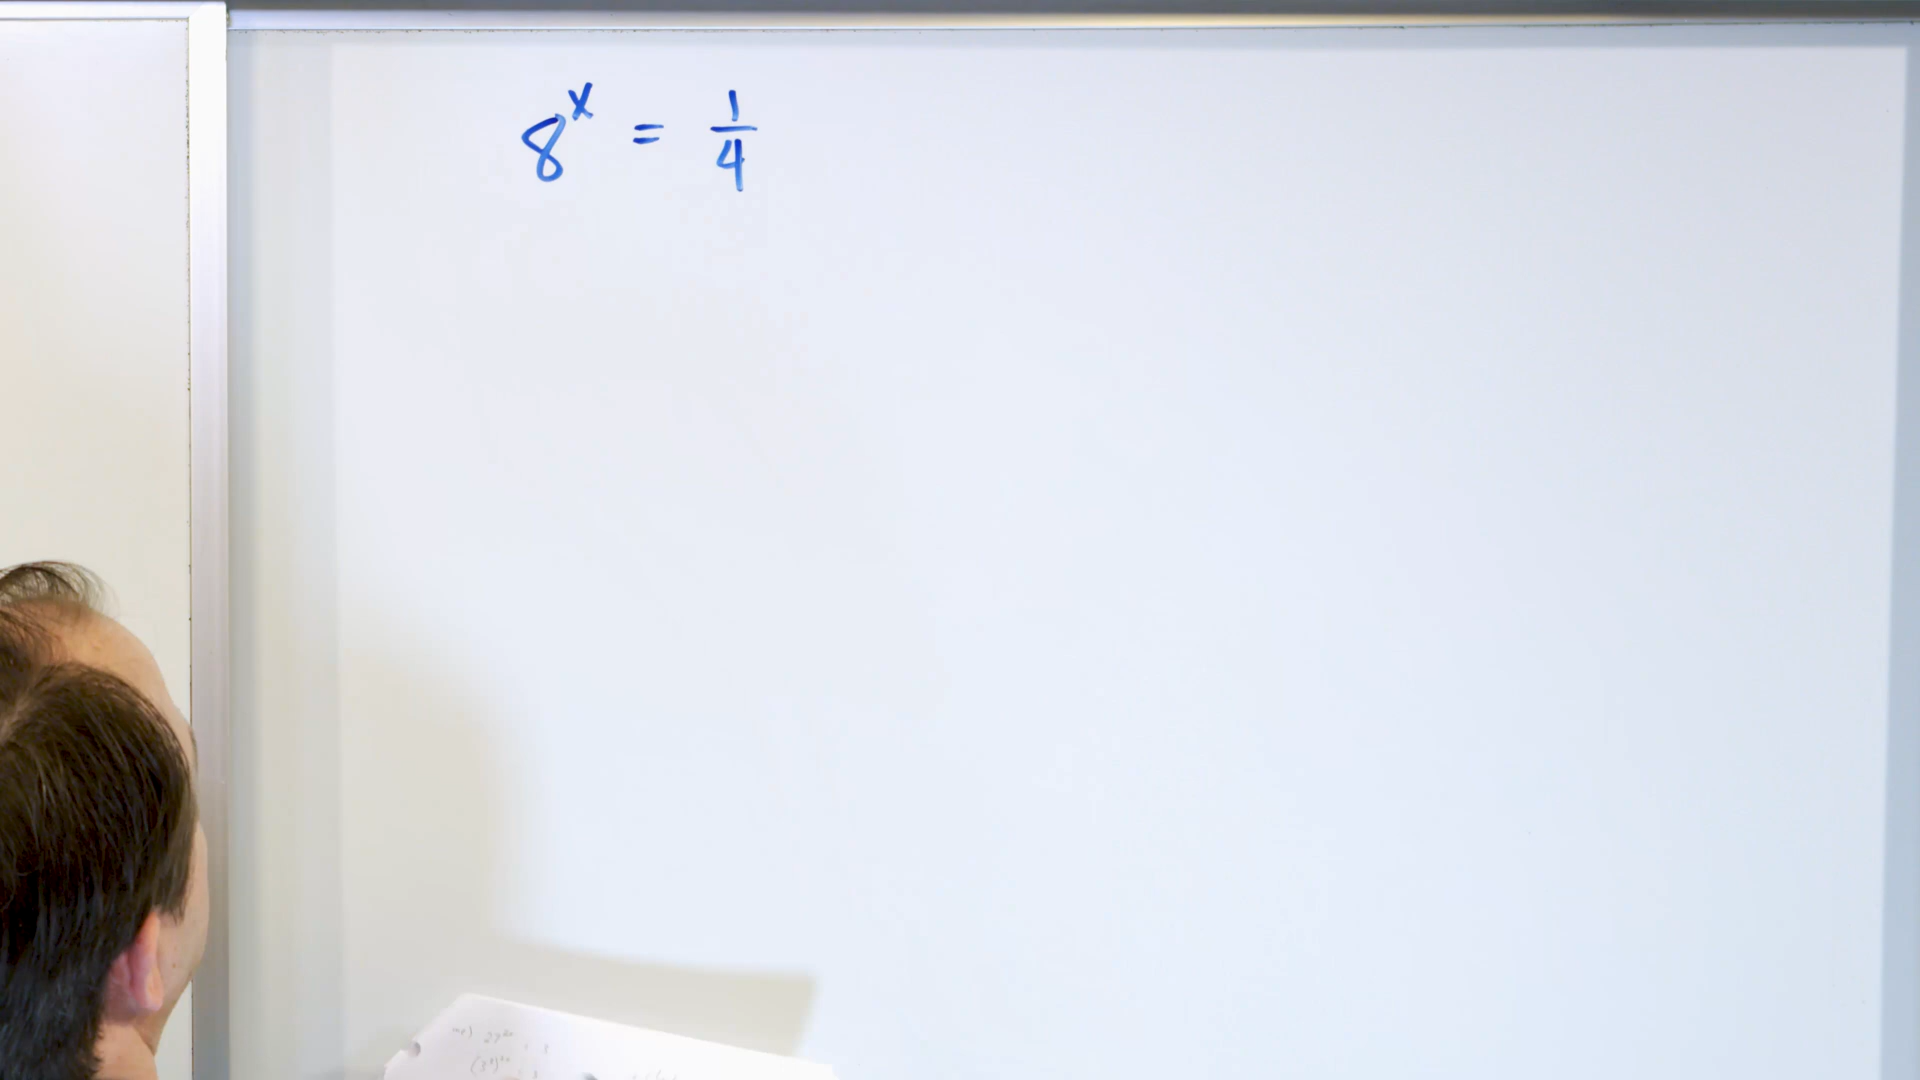 8^x = 1/4